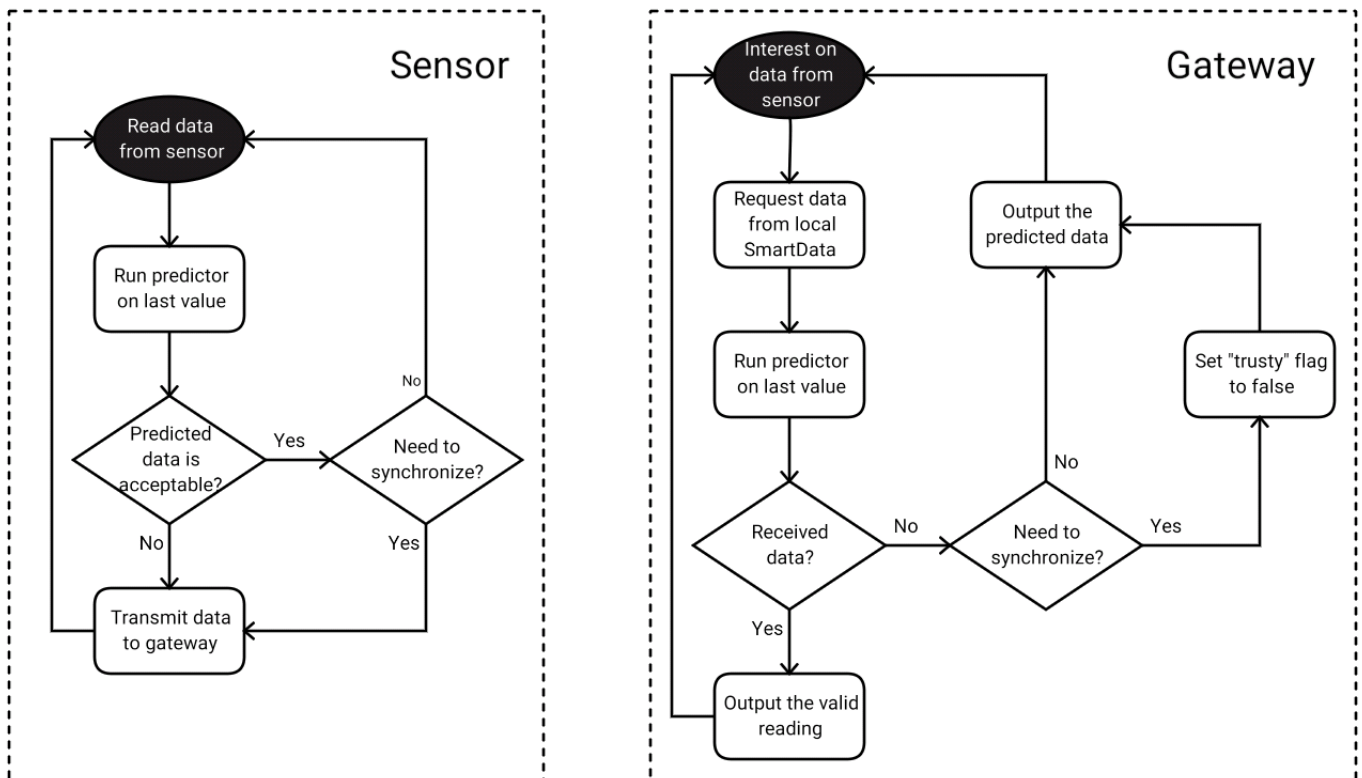 Sensor
Read data
from sensor
Run predictor
on last value
Predicted
data is
acceptable?
Yes
Need to
synchronize?
No
No
Yes
Transmit data
to gateway
Gateway
Interest on
data from
sensor
Request data
from local
SmartData
Run predictor
on last value
Received
data?
No
Need to
synchronize?
No
Yes
Output the
predicted data
Set "trusty" flag
to false
Yes
Output the valid
reading